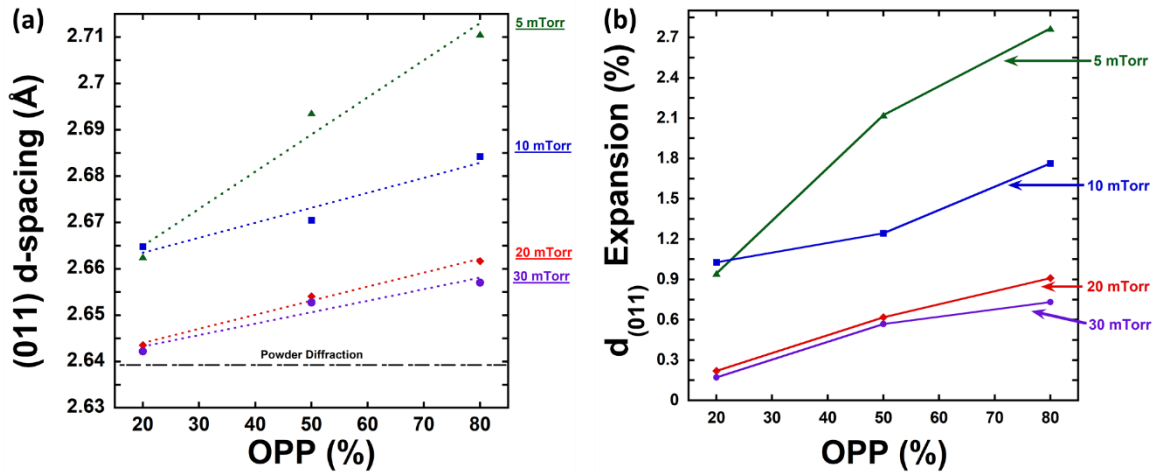 (a)
(011) d-spacing (Å)
2.71
2.7
2.69
2.68
2.67
2.66
2.65
2.64
2.63
5 mTorr
10 mTorr
20 mTorr
30 mTorr
Powder Diffraction
20 30 40 50 60 70 80
OPP (%)
(b)
d(011) Expansion (%)
2.7
2.4
2.1
1.8
1.5
1.2
0.9
0.6
0.3
0
5 mTorr
10 mTorr
20 mTorr
30 mTorr
20 30 40 50 60 70 80
OPP (%)